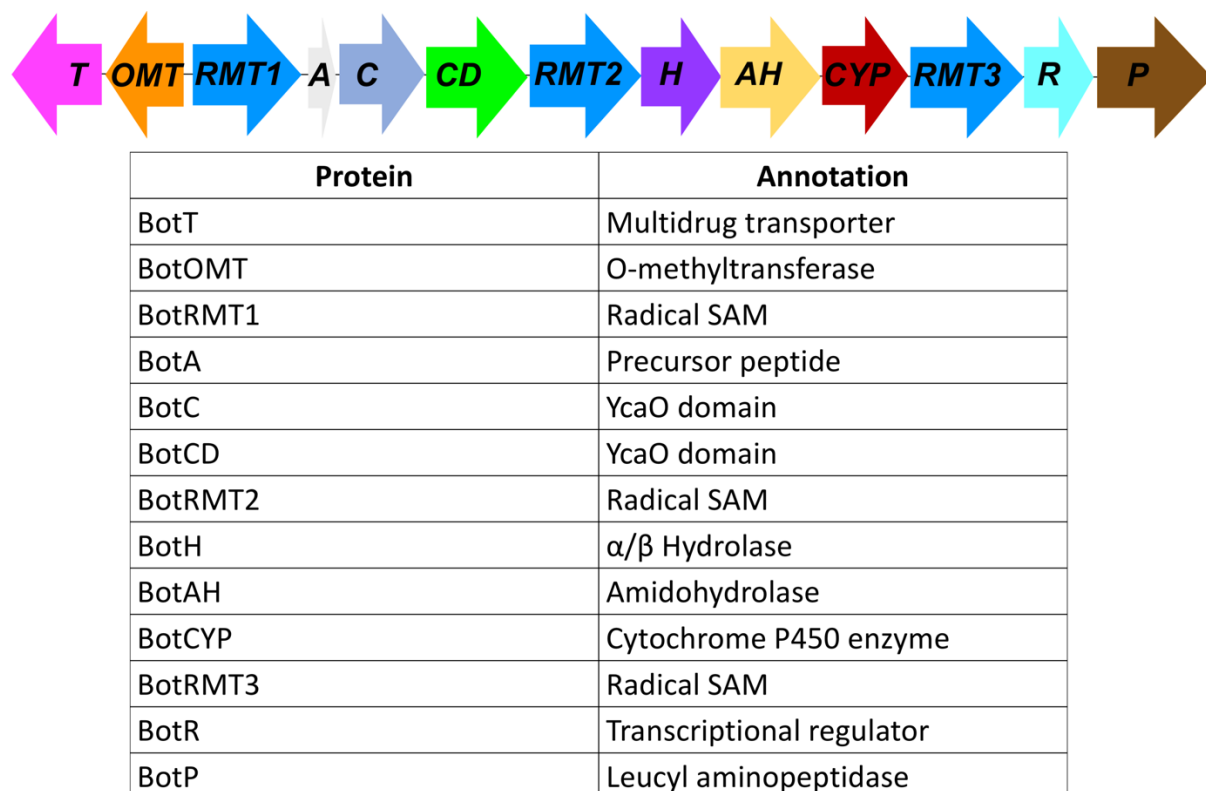 T OMT RMT1 A C CD RMT2 H AH CYP RMT3 R P
Protein Annotation
BotT Multidrug transporter
BotOMT O-methyltransferase
BotRMT1 Radical SAM
BotA Precursor peptide
BotC YcaO domain
BotCD YcaO domain
BotRMT2 Radical SAM
BotH α/β Hydrolase
BotAH Amidohydrolase
BotCYP Cytochrome P450 enzyme
BotRMT3 Radical SAM
BotR Transcriptional regulator
BotP Leucyl aminopeptidase